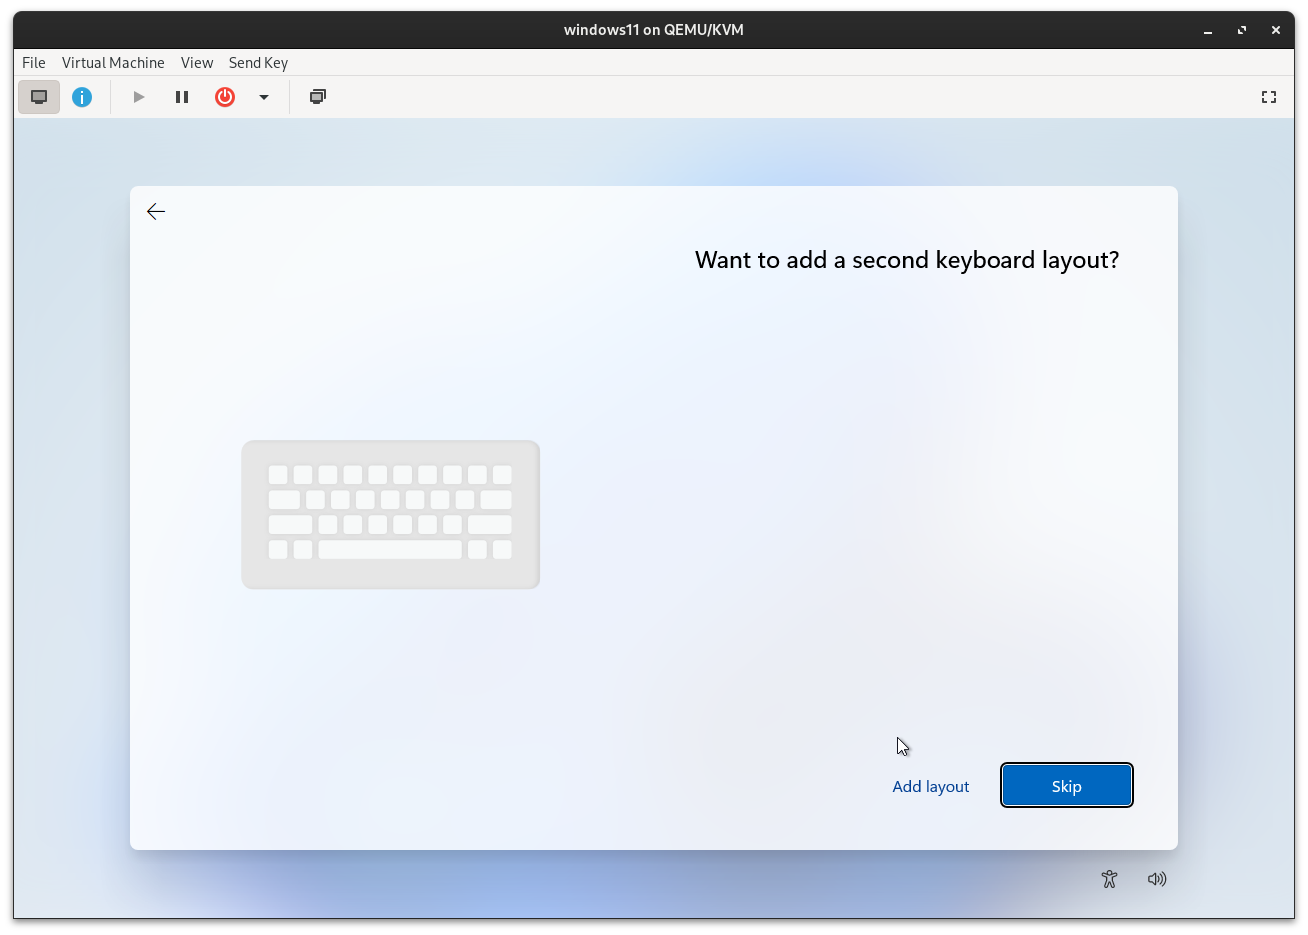 windows11 on QEMU/KVM
File Virtual Machine View Send Key
Want to add a second keyboard layout?
Add layout Skip